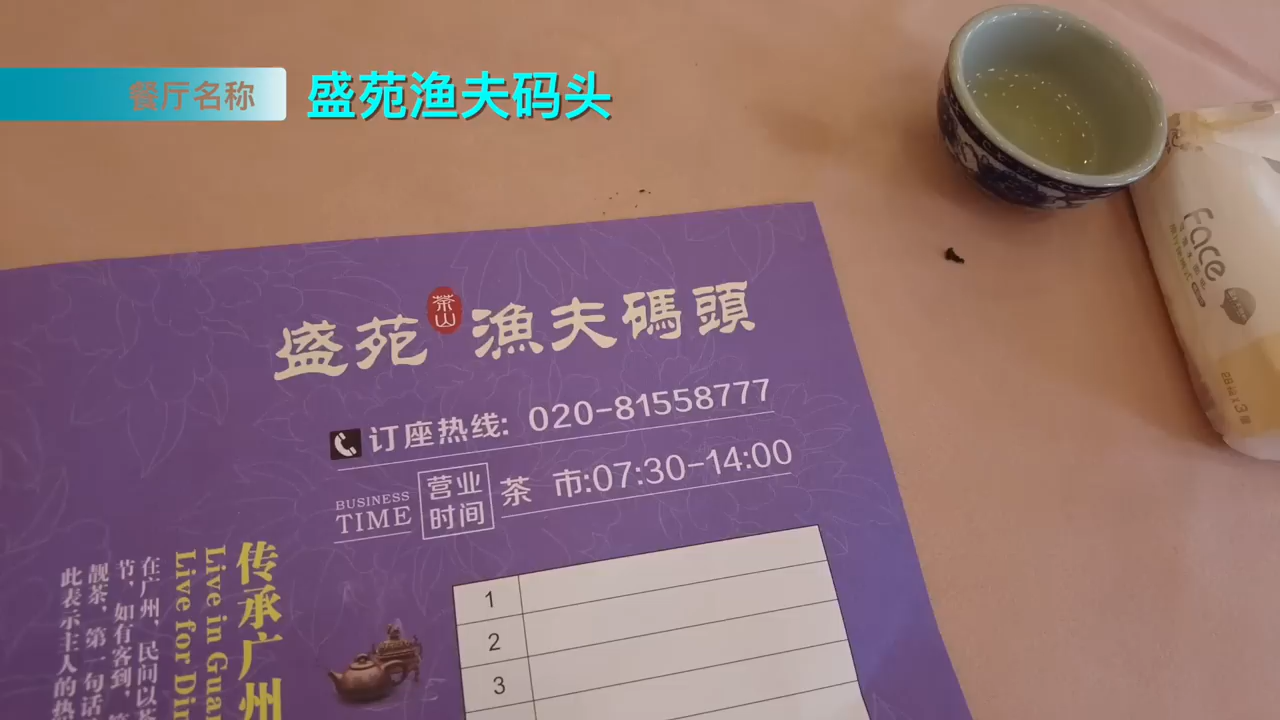 餐厅名称 盛苑渔夫码头
盛苑 茶山 漁夫碼頭
订座热线: 020-81558777
BUSINESS TIME 营业时间 茶 市:07:30-14:00
1
2
3
传承广州
Live in Guan
Live for Din
在广州，民间以茶
节，如有客到，
靓茶，第一句话
此表示主人的热
Face